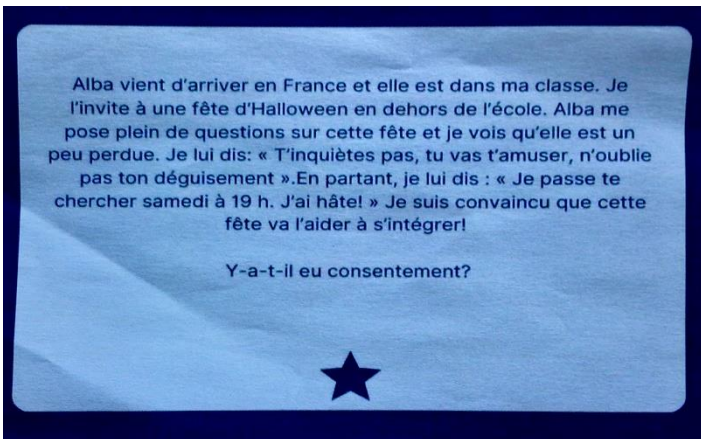 Alba vient d'arriver en France et elle est dans ma classe. Je
l'invite à une fête d'Halloween en dehors de l'école. Alba me
pose plein de questions sur cette fête et je vois qu'elle est un
peu perdue. Je lui dis: « T'inquiètes pas, tu vas t'amuser, n'oublie
pas ton déguisement ».En partant, je lui dis : « Je passe te
chercher samedi à 19 h. J'ai hâte! » Je suis convaincu que cette
fête va l'aider à s'intégrer!
Y-a-t-il eu consentement?